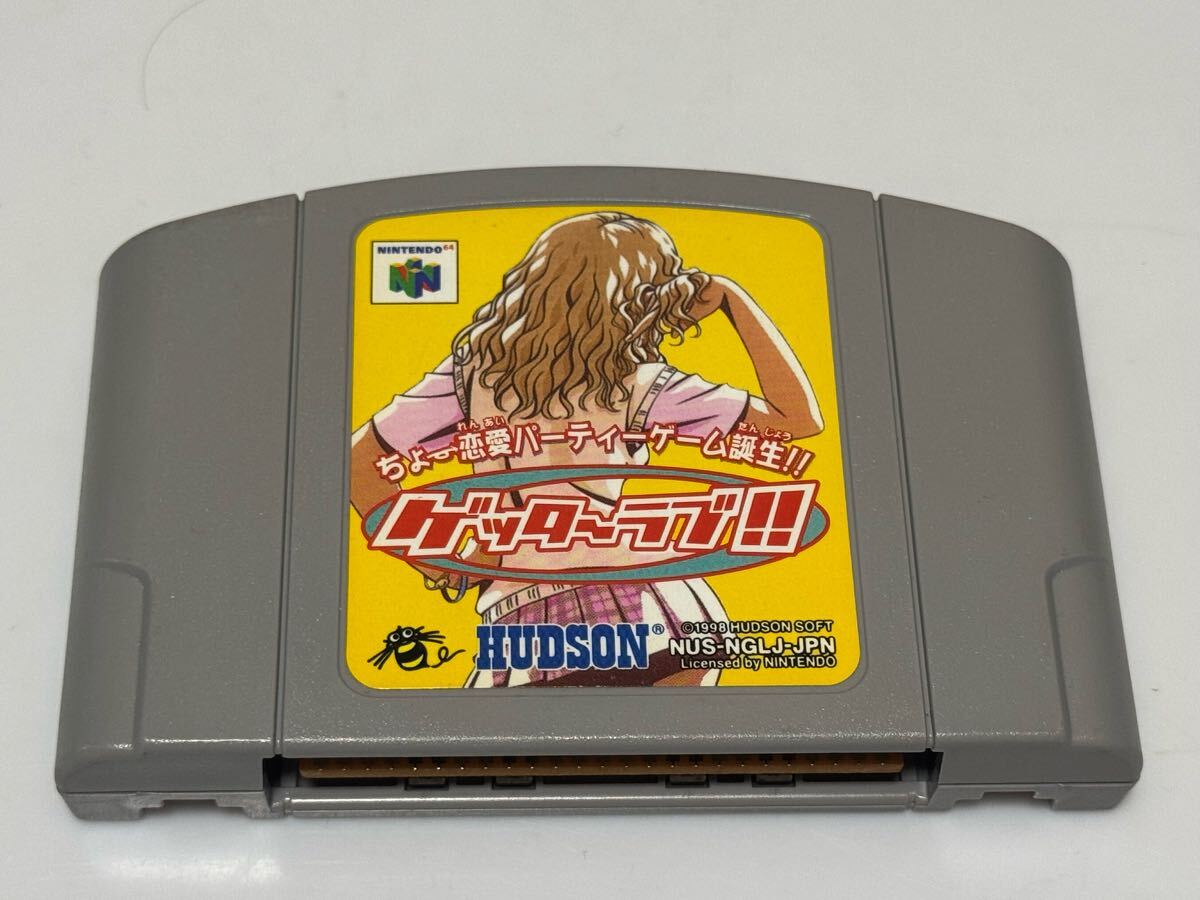 NINTENDO64
れんあい たんじょう
ちょー恋愛パーティーゲーム誕生!!
ゲッターラブ!!
HUDSON®
©1998 HUDSON SOFT
NUS-NGLJ-JPN
Licensed by NINTENDO